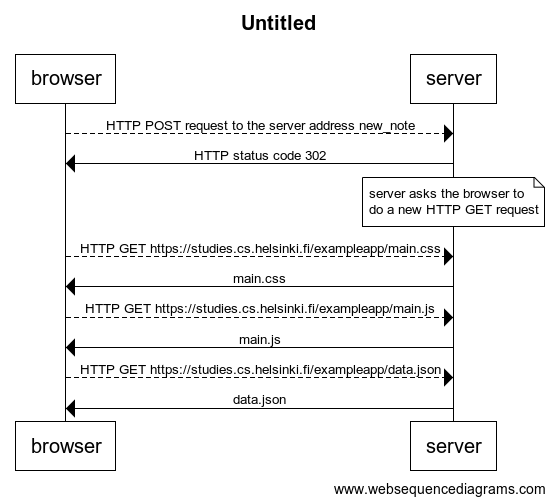 Untitled
browser
server
HTTP POST request to the server address new_note
HTTP status code 302
server asks the browser to
do a new HTTP GET request
HTTP GET https://studies.cs.helsinki.fi/exampleapp/main.css
main.css
HTTP GET https://studies.cs.helsinki.fi/exampleapp/main.js
main.js
HTTP GET https://studies.cs.helsinki.fi/exampleapp/data.json
data.json
browser
server
www.websequencediagrams.com